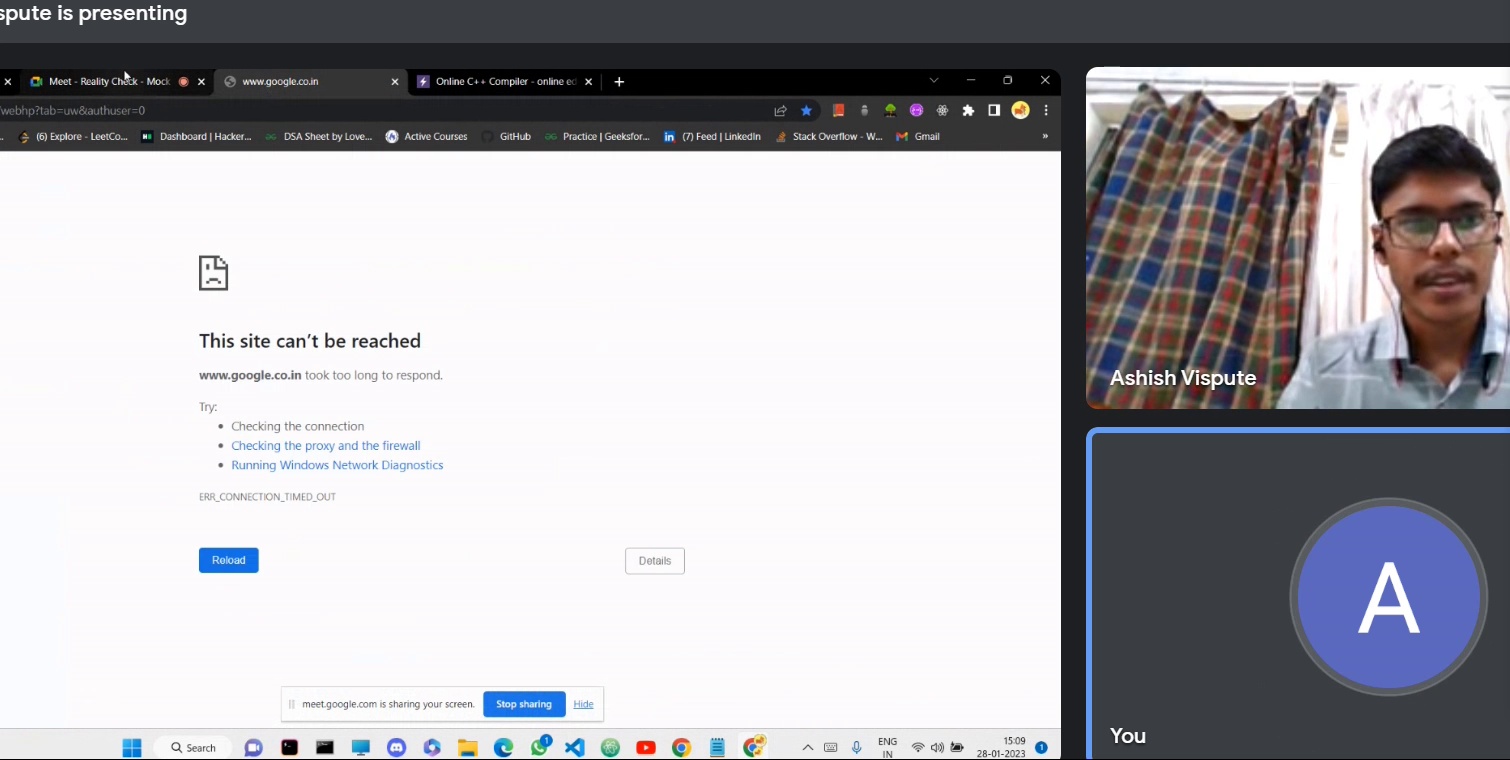 spute is presenting
Meet - Reality Check - Mock
www.google.co.in
Online C++ Compiler - online ed
/webhp?tab=uw&authuser=0
(6) Explore - LeetCo...
Dashboard | Hacker...
DSA Sheet by Love...
Active Courses
GitHub
Practice | Geeksfor...
(7) Feed | LinkedIn
Stack Overflow - W...
Gmail
»
This site can't be reached
www.google.co.in took too long to respond.
Try:
• Checking the connection
• Checking the proxy and the firewall
• Running Windows Network Diagnostics
ERR_CONNECTION_TIMED_OUT
Reload
Details
meet.google.com is sharing your screen.
Stop sharing
Hide
Search
1
ENG
IN
15:09
28-01-2023
1
Ashish Vispute
A
You